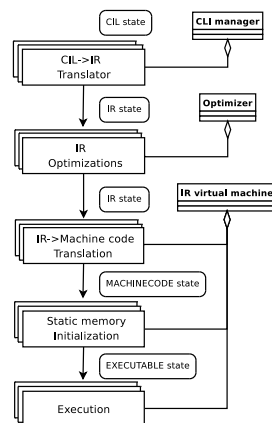 CIL state
CLI manager
CIL->IR
Translator
IR state
Optimizer
IR
Optimizations
IR state
IR virtual machine
IR->Machine code
Translation
MACHINECODE state
Static memory
Initialization
EXECUTABLE state
Execution